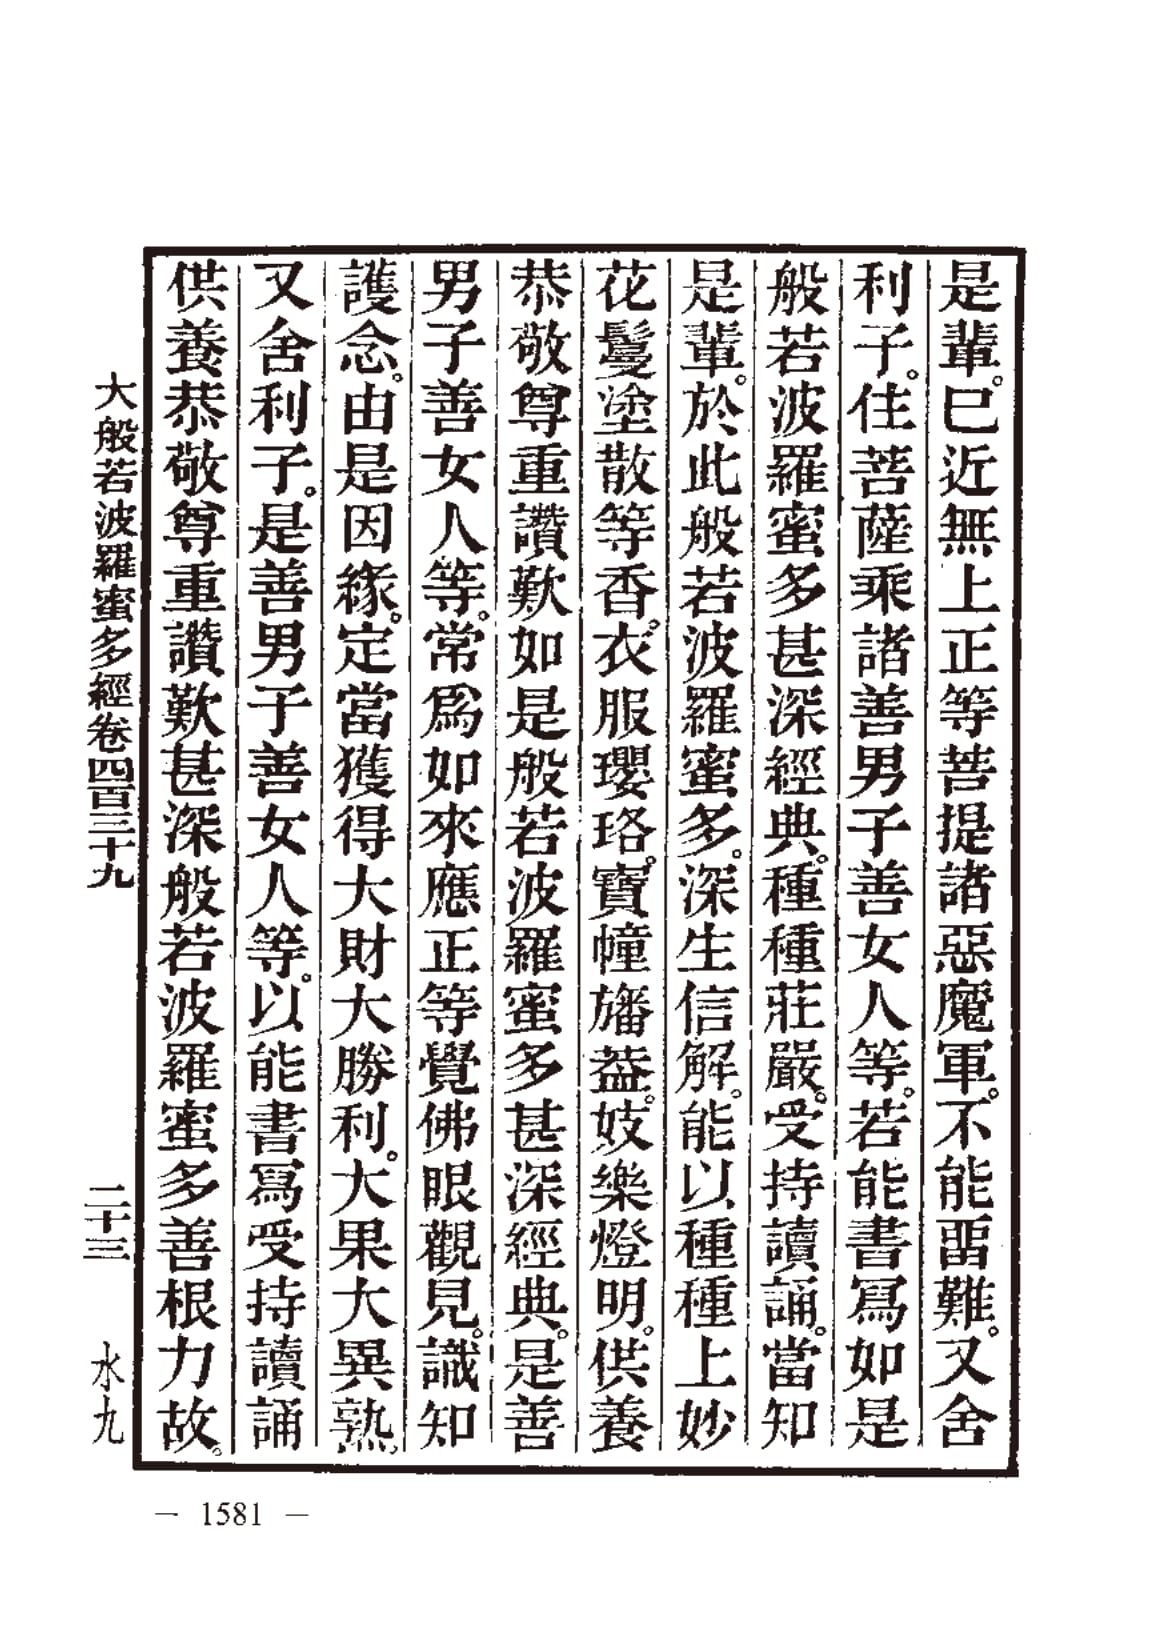 是輩。已近無上正等菩提諸惡魔軍。不能畱難。又舍
利子。住菩薩乘諸善男子善女人等。若能書寫如是
般若波羅蜜多甚深經典。種種莊嚴。受持讀誦。當知
是輩。於此般若波羅蜜多。深生信解。能以種種上妙
花鬘塗散等香。衣服瓔珞。寶幢旛葢。妓樂燈明。供養
恭敬尊重讚歎如是般若波羅蜜多甚深經典。是善
男子善女人等。常爲如來應正等覺佛眼觀見。識知
護念。由是因緣。定當獲得大財大勝利。大果大異熟。
又舍利子。是善男子善女人等。以能書寫受持讀誦
供養恭敬尊重讚歎甚深般若波羅蜜多善根力故。
大般若波羅蜜多經卷四百三十九 二十三 水九
— 1581 —